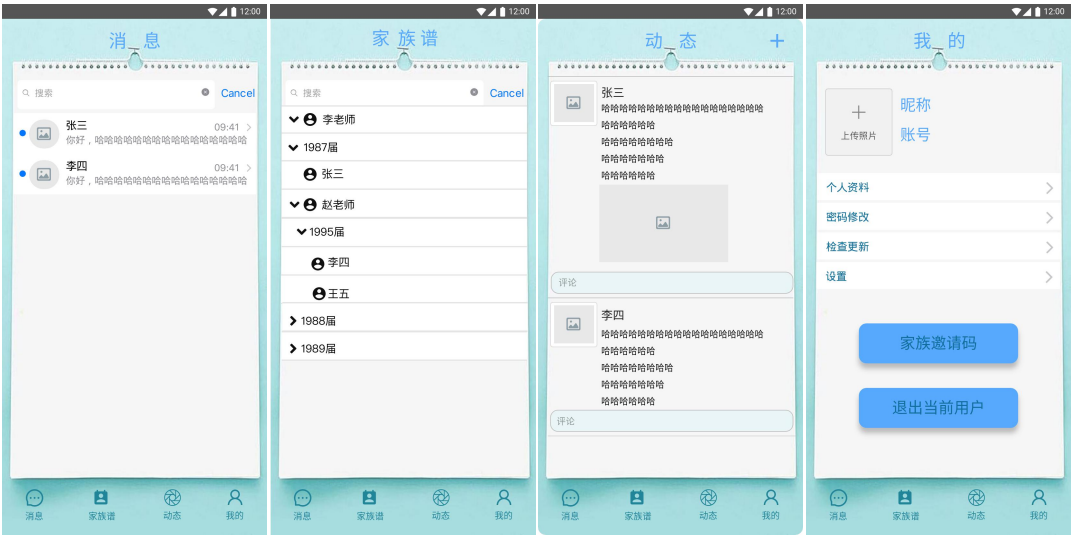 12:00
消 息
搜索
Cancel
张三
09:41
你好，哈哈哈哈哈哈哈哈哈哈哈哈哈哈哈哈
李四
09:41
你好，哈哈哈哈哈哈哈哈哈哈哈哈哈哈哈哈
消息
家族谱
动态
我的
12:00
家 族 谱
搜索
Cancel
李老师
1987届
张三
赵老师
1995届
李四
王五
1988届
1989届
消息
家族谱
动态
我的
12:00
动 态
+
张三
哈哈哈哈哈哈哈哈哈哈哈哈哈哈哈哈哈哈
哈哈哈哈哈哈
哈哈哈哈哈哈哈哈
哈哈哈哈哈哈哈
哈哈哈哈哈哈
评论
李四
哈哈哈哈哈哈哈哈哈哈哈哈哈哈哈哈哈哈
哈哈哈哈哈哈
哈哈哈哈哈哈哈哈
哈哈哈哈哈哈哈
哈哈哈哈哈哈
评论
消息
家族谱
动态
我的
12:00
我 的
上传照片
昵称
账号
个人资料
密码修改
检查更新
设置
家族邀请码
退出当前用户
消息
家族谱
动态
我的